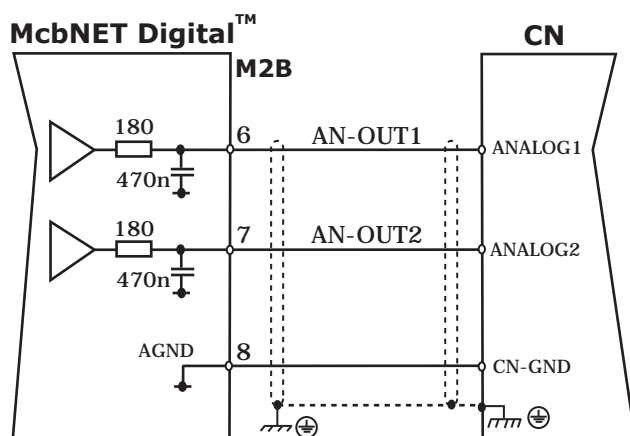 McbNET Digital™
CN
M2B
180
6
AN-OUT1
ANALOG1
470n
180
7
AN-OUT2
ANALOG2
470n
AGND
8
CN-GND